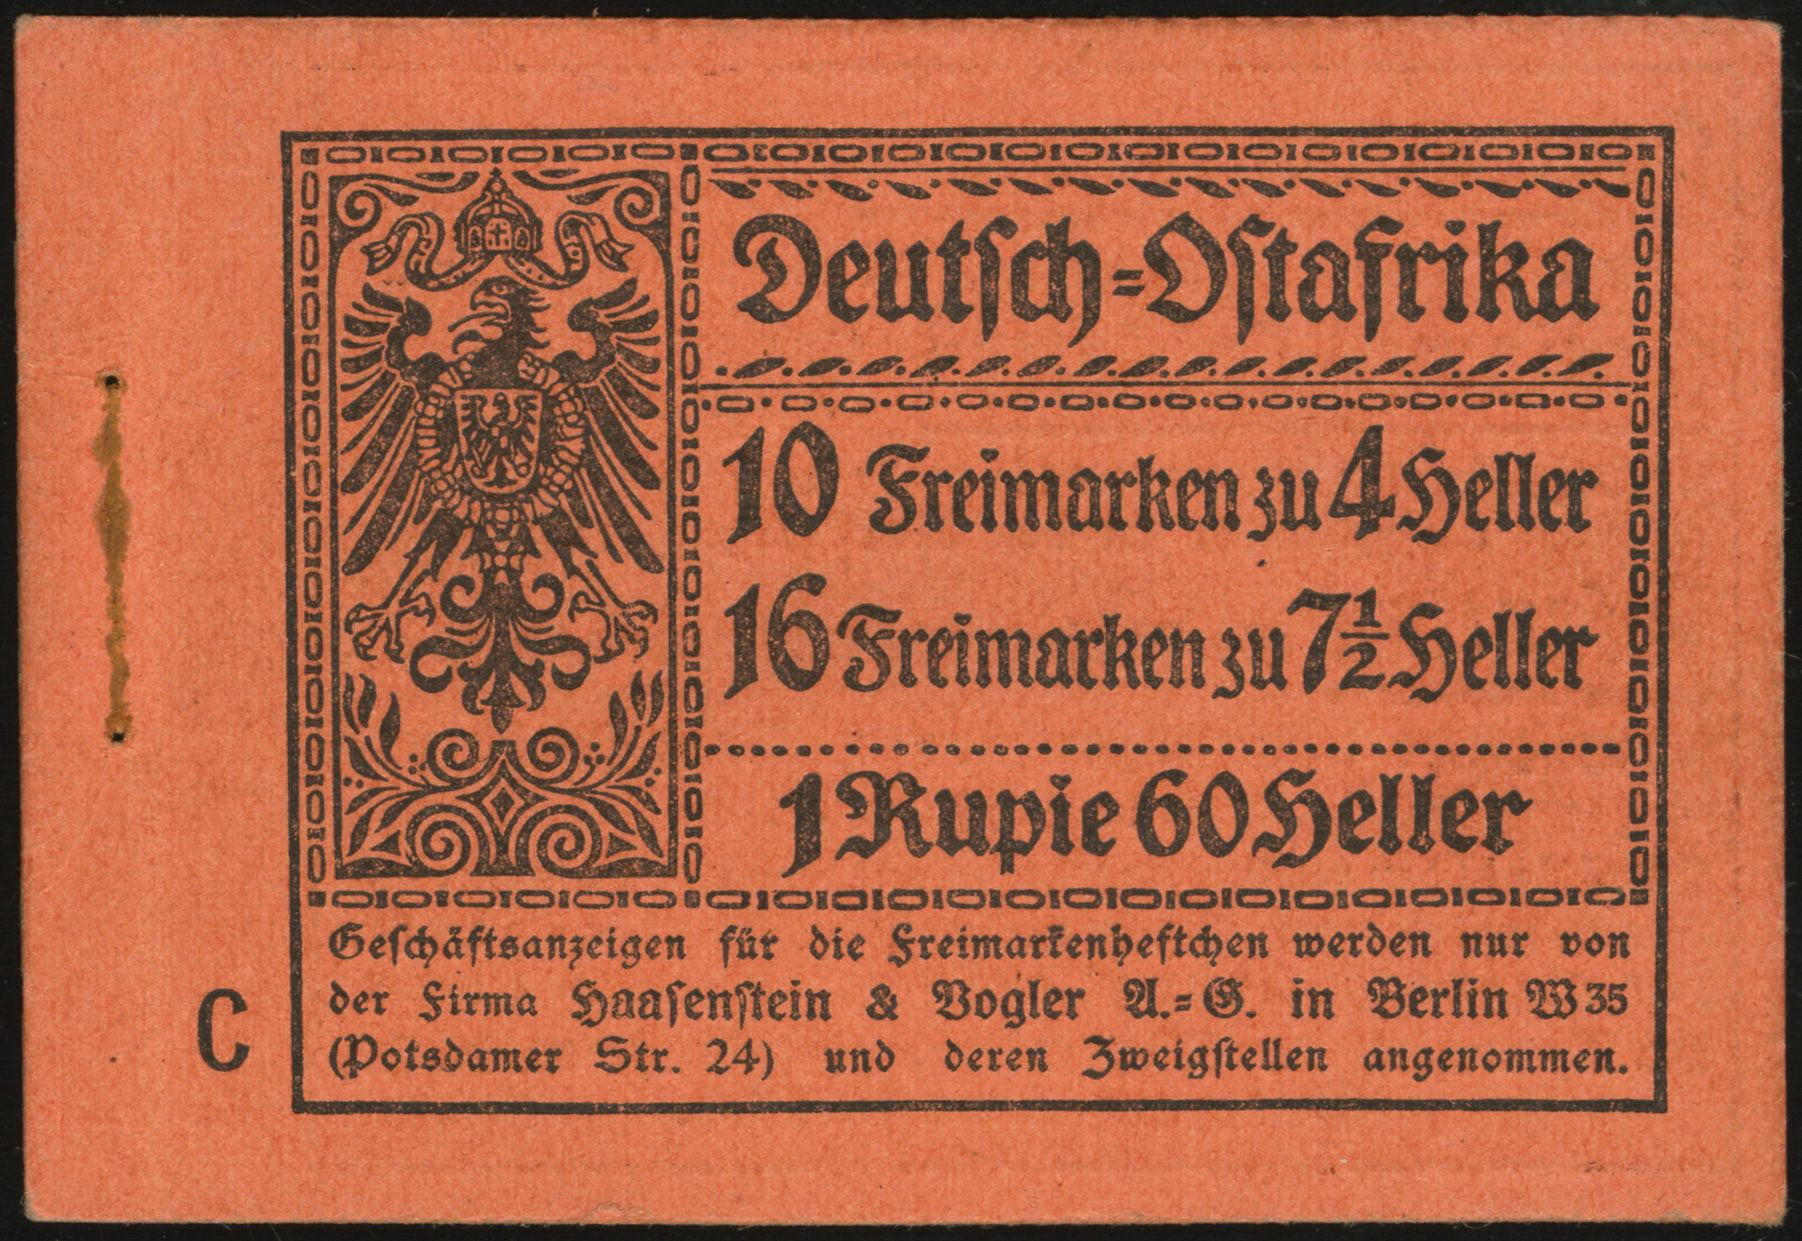 Deutsch=Ostafrika
10 Freimarken zu 4 Heller
16 Freimarken zu 7½ Heller
1 Rupie 60 Heller
Geschäftsanzeigen für die Freimarkenheftchen werden nur von
der Firma Haasenstein & Vogler A.=G. in Berlin W 35
(Potsdamer Str. 24) und deren Zweigstellen angenommen.
C